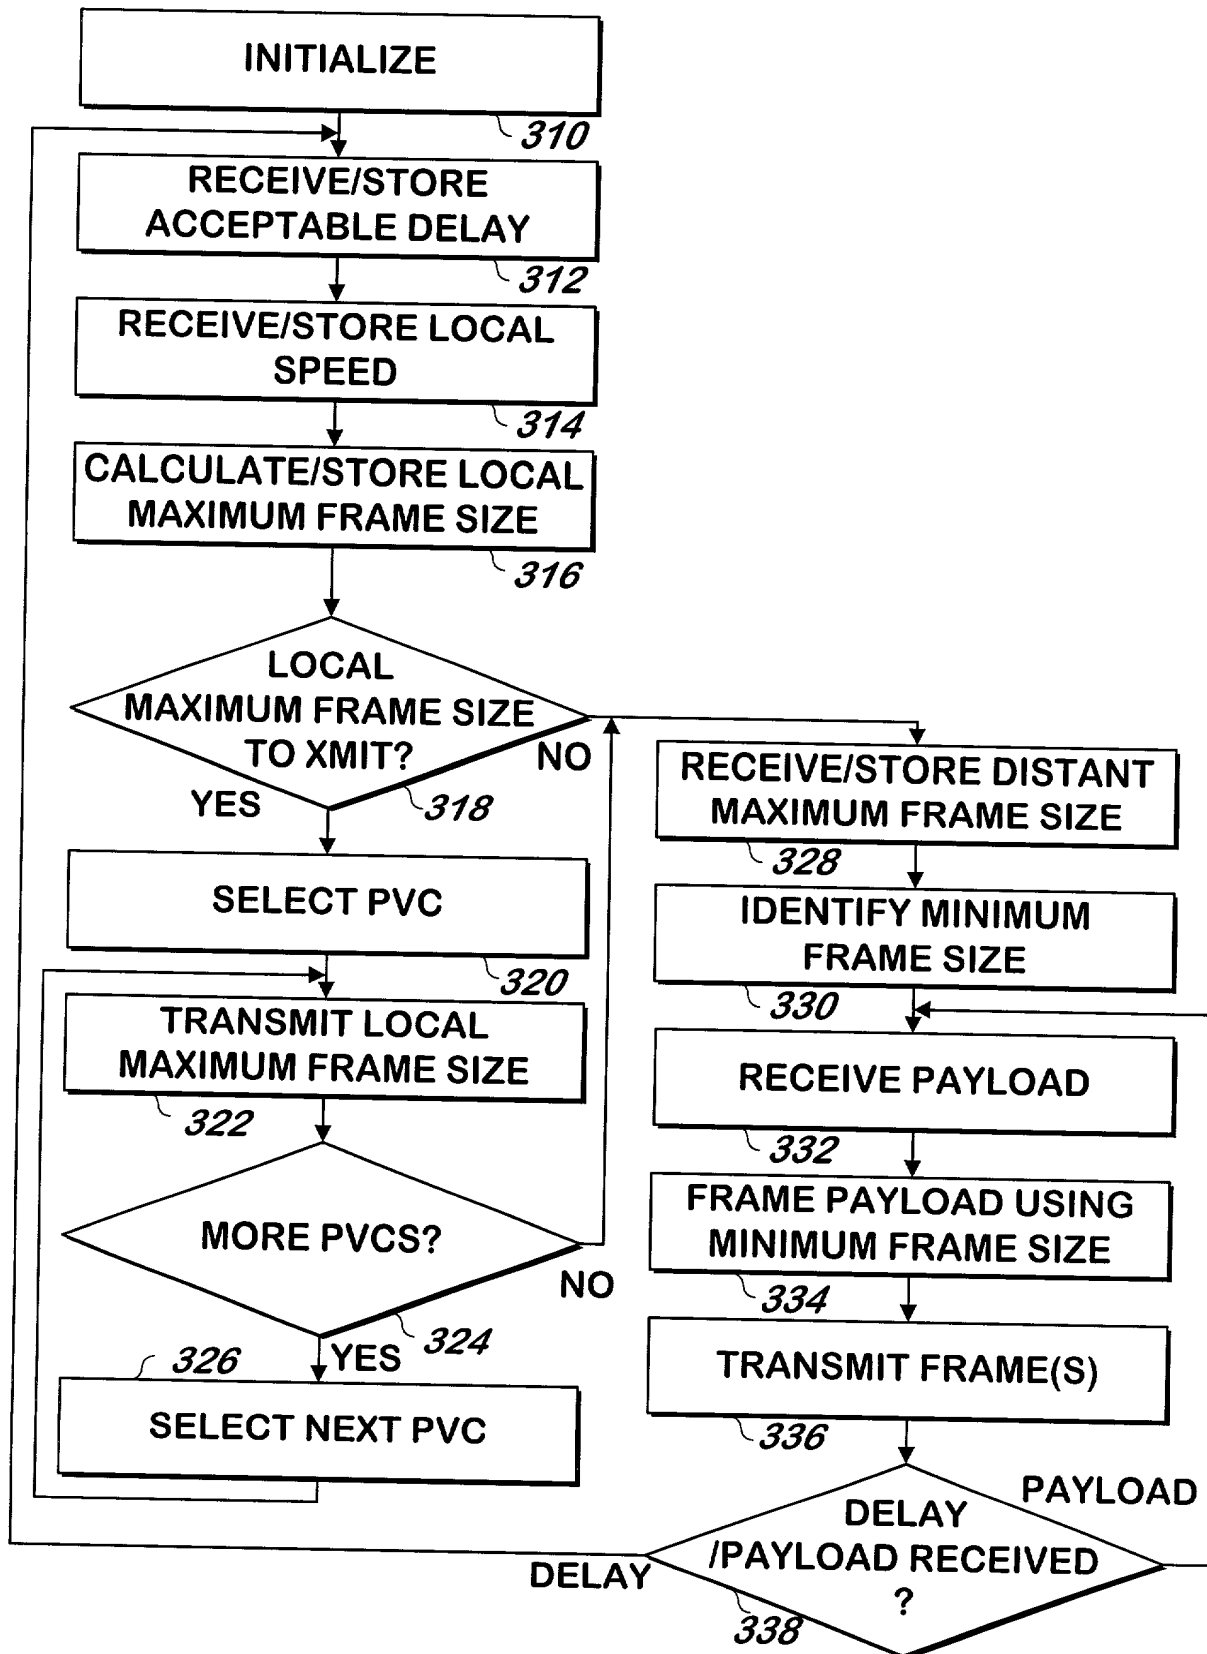 INITIALIZE
310
RECEIVE/STORE
ACCEPTABLE DELAY
312
RECEIVE/STORE LOCAL
SPEED
314
CALCULATE/STORE LOCAL
MAXIMUM FRAME SIZE
316
LOCAL
MAXIMUM FRAME SIZE
TO XMIT?
NO
YES
318
SELECT PVC
320
TRANSMIT LOCAL
MAXIMUM FRAME SIZE
322
MORE PVCS?
NO
324
YES
326
SELECT NEXT PVC
RECEIVE/STORE DISTANT
MAXIMUM FRAME SIZE
328
IDENTIFY MINIMUM
FRAME SIZE
330
RECEIVE PAYLOAD
332
FRAME PAYLOAD USING
MINIMUM FRAME SIZE
334
TRANSMIT FRAME(S)
336
PAYLOAD
DELAY
/PAYLOAD RECEIVED
?
DELAY
338